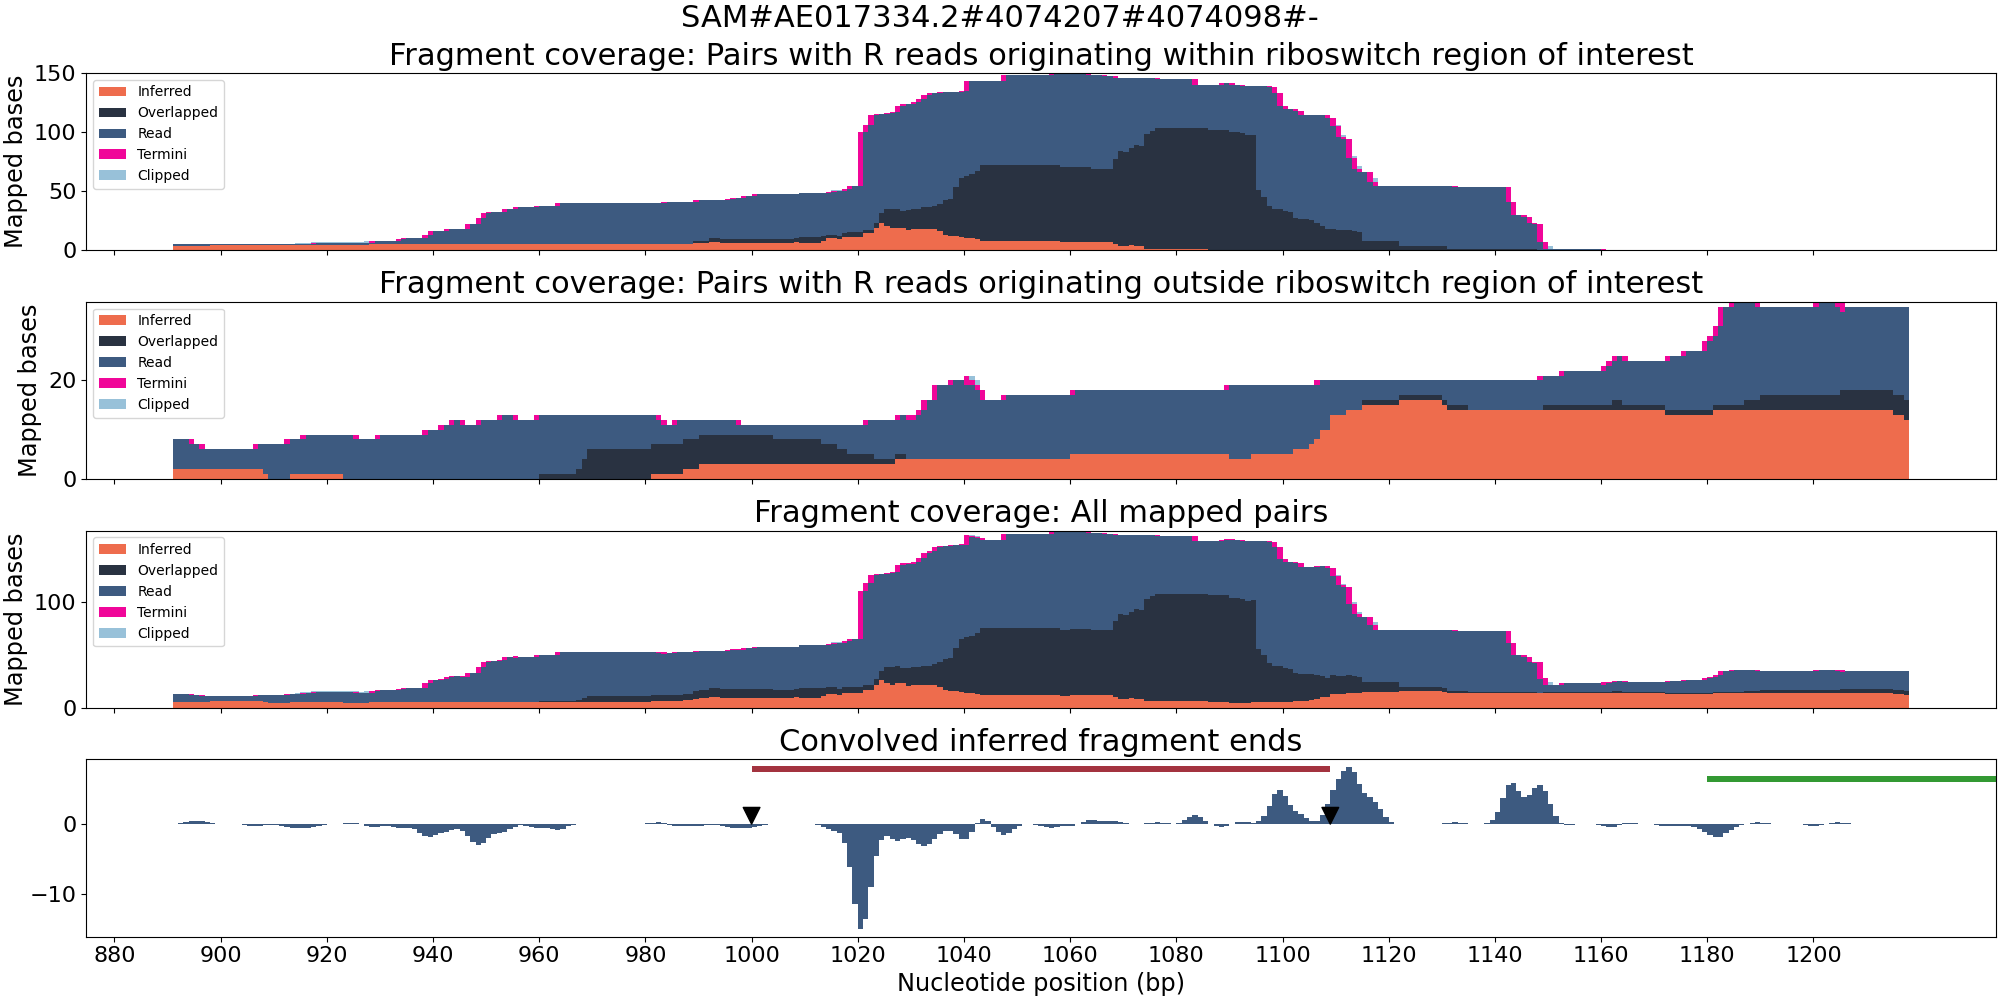 SAM#AE017334.2#4074207#4074098#-
Fragment coverage: Pairs with R reads originating within riboswitch region of interest
Mapped bases
150
100
50
0
Inferred
Overlapped
Read
Termini
Clipped
Fragment coverage: Pairs with R reads originating outside riboswitch region of interest
Mapped bases
20
0
Inferred
Overlapped
Read
Termini
Clipped
Fragment coverage: All mapped pairs
Mapped bases
100
0
Inferred
Overlapped
Read
Termini
Clipped
Convolved inferred fragment ends
0
−10
880 900 920 940 960 980 1000 1020 1040 1060 1080 1100 1120 1140 1160 1180 1200
Nucleotide position (bp)